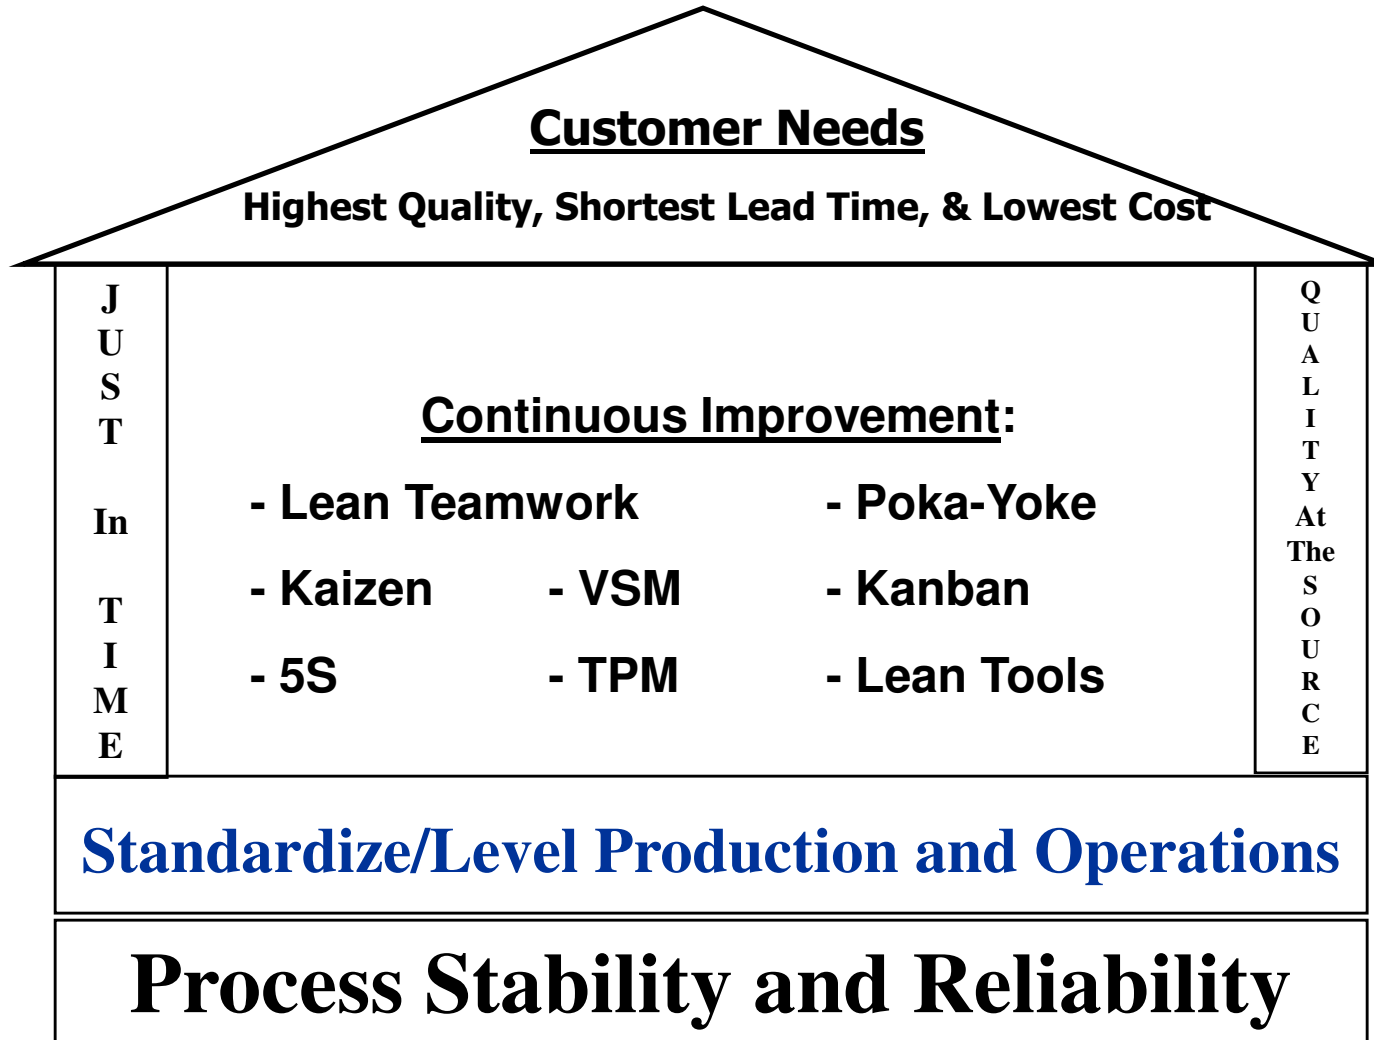 Customer Needs
Highest Quality, Shortest Lead Time, & Lowest Cost
J
U
S
T
In
T
I
M
E
Continuous Improvement:
- Lean Teamwork - Poka-Yoke
- Kaizen - VSM - Kanban
- 5S - TPM - Lean Tools
Q
U
A
L
I
T
Y
At
The
S
O
U
R
C
E
Standardize/Level Production and Operations
Process Stability and Reliability